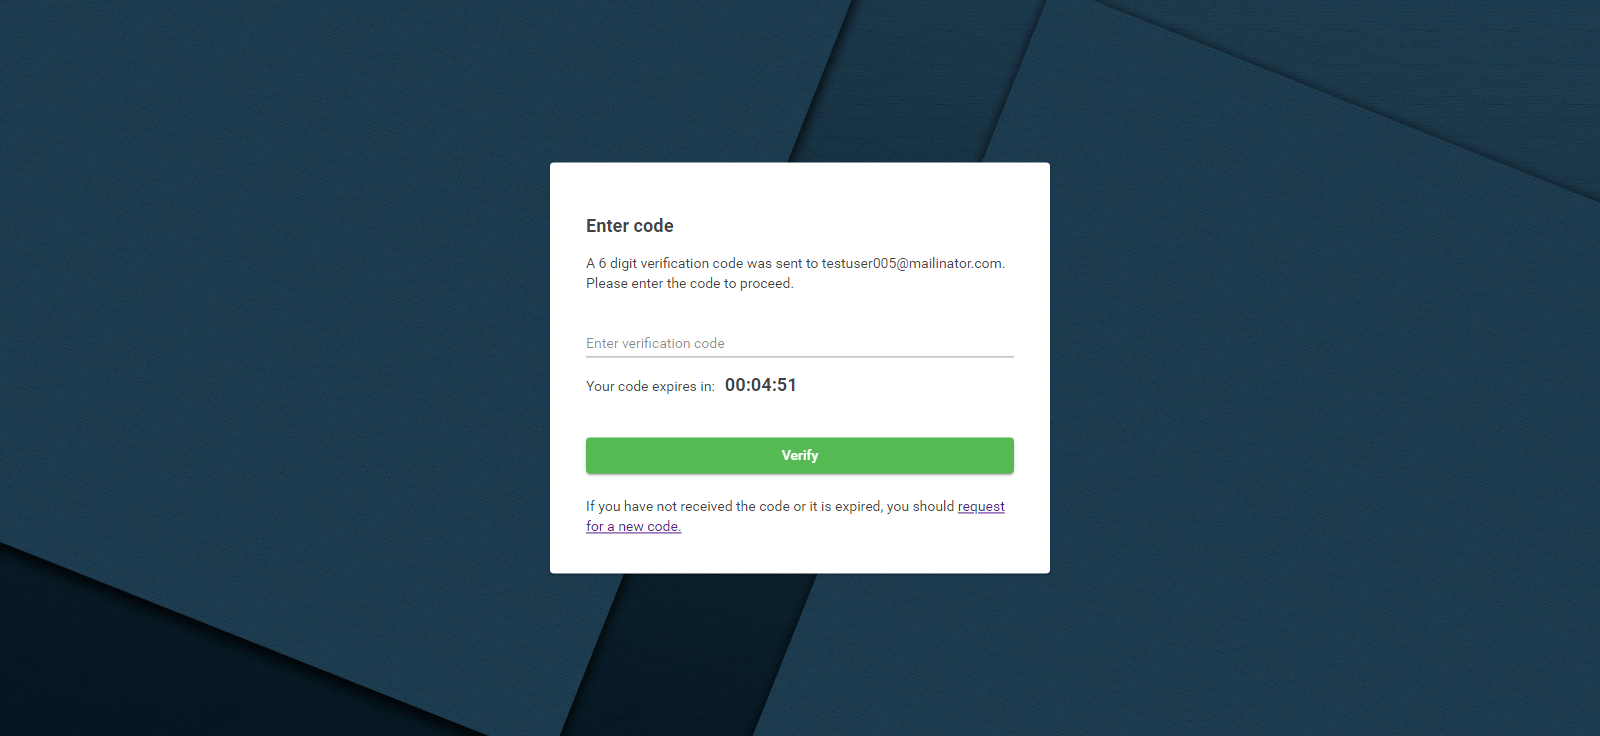 Enter code
A 6 digit verification code was sent to testuser005@mailinator.com.
Please enter the code to proceed.
Enter verification code
Your code expires in: 00:04:51
Verify
If you have not received the code or it is expired, you should request
for a new code.